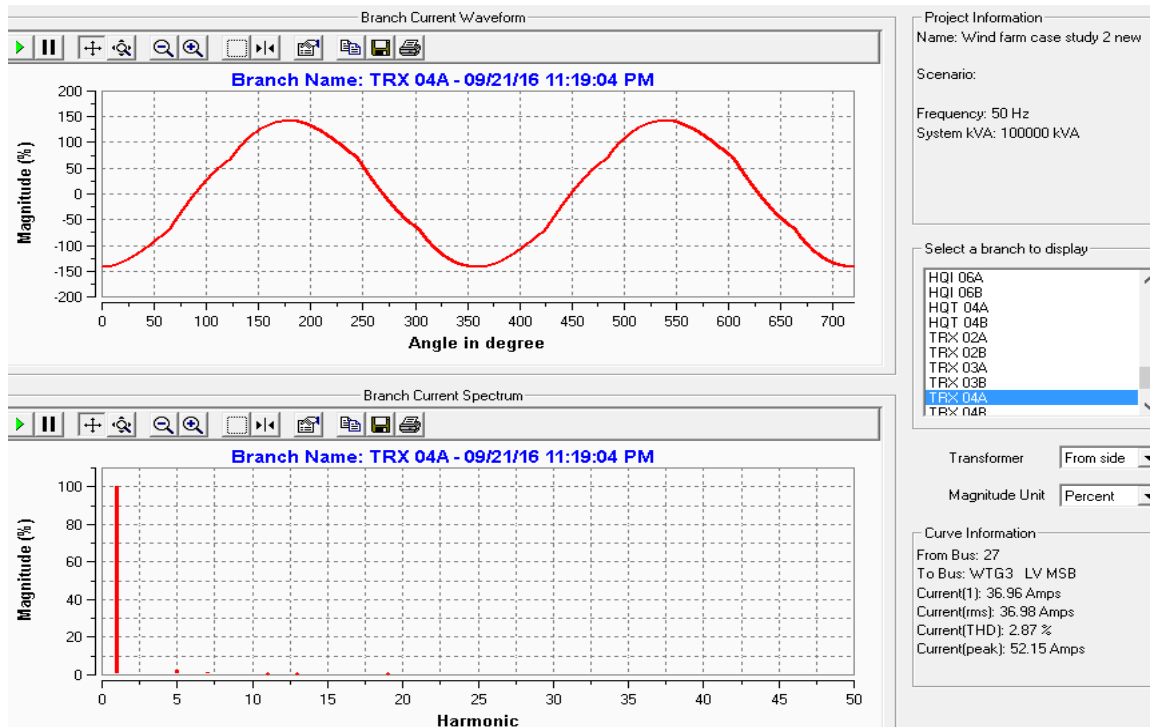 Branch Current Waveform
Branch Name: TRX 04A - 09/21/16 11:19:04 PM
Magnitude (%)
200
150
100
50
0
-50
-100
-150
-200
0 50 100 150 200 250 300 350 400 450 500 550 600 650 700
Angle in degree
Branch Current Spectrum
Branch Name: TRX 04A - 09/21/16 11:19:04 PM
Magnitude (%)
100
80
60
40
20
0
0 5 10 15 20 25 30 35 40 45 50
Harmonic
Project Information
Name: Wind farm case study 2 new
Scenario:
Frequency: 50 Hz
System kVA: 100000 kVA
Select a branch to display
HQI 06A
HQI 06B
HQT 04A
HQT 04B
TRX 02A
TRX 02B
TRX 03A
TRX 03B
TRX 04A
TRX 04B
Transformer From side
Magnitude Unit Percent
Curve Information
From Bus: 27
To Bus: WTG3 LV MSB
Current(1): 36.96 Amps
Current(rms): 36.98 Amps
Current(THD): 2.87 %
Current(peak): 52.15 Amps